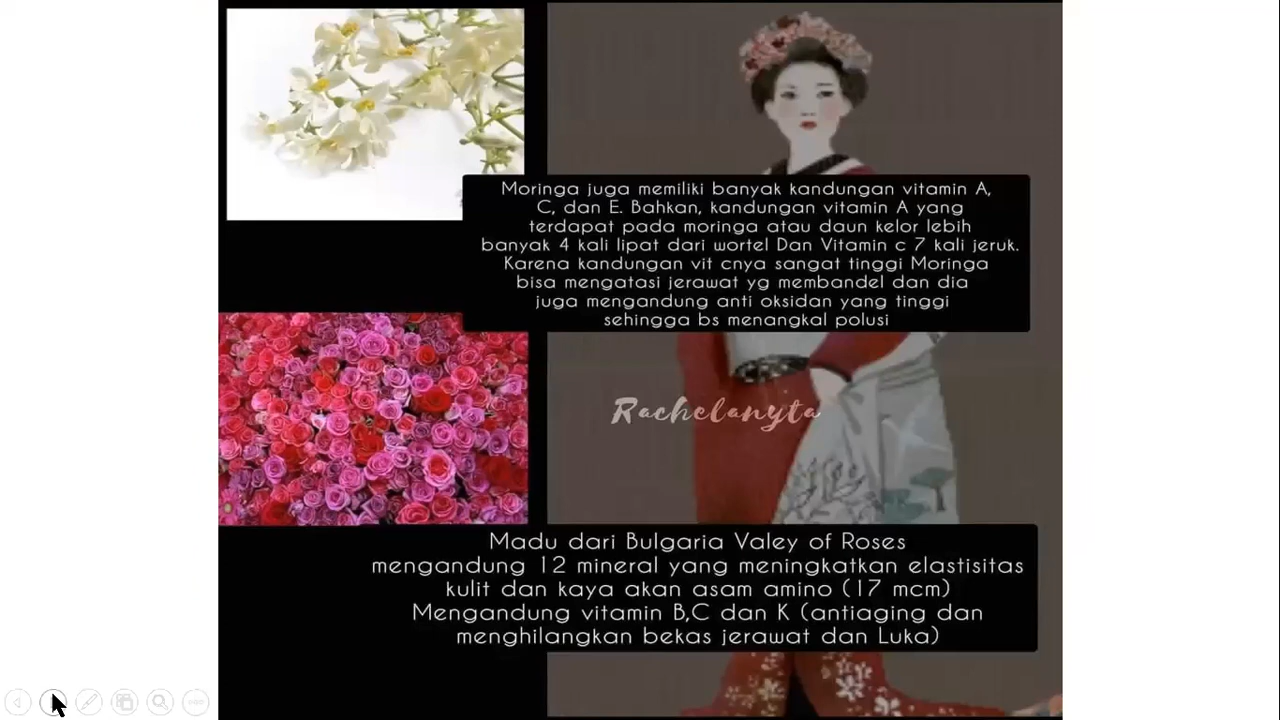 Moringa juga memiliki banyak kandungan vitamin A,
C, dan E. Bahkan, kandungan vitamin A yang
terdapat pada moringa atau daun kelor lebih
banyak 4 kali lipat dari wortel Dan Vitamin c 7 kali jeruk.
Karena kandungan vit cnya sangat tinggi Moringa
bisa mengatasi jerawat yg membandel dan dia
juga mengandung anti oksidan yang tinggi
sehingga bs menangkal polusi
Rachelanyta
Madu dari Bulgaria Valey of Roses
mengandung 12 mineral yang meningkatkan elastisitas
kulit dan kaya akan asam amino (17 mcm)
Mengandung vitamin B,C dan K (antiaging dan
menghilangkan bekas jerawat dan Luka)